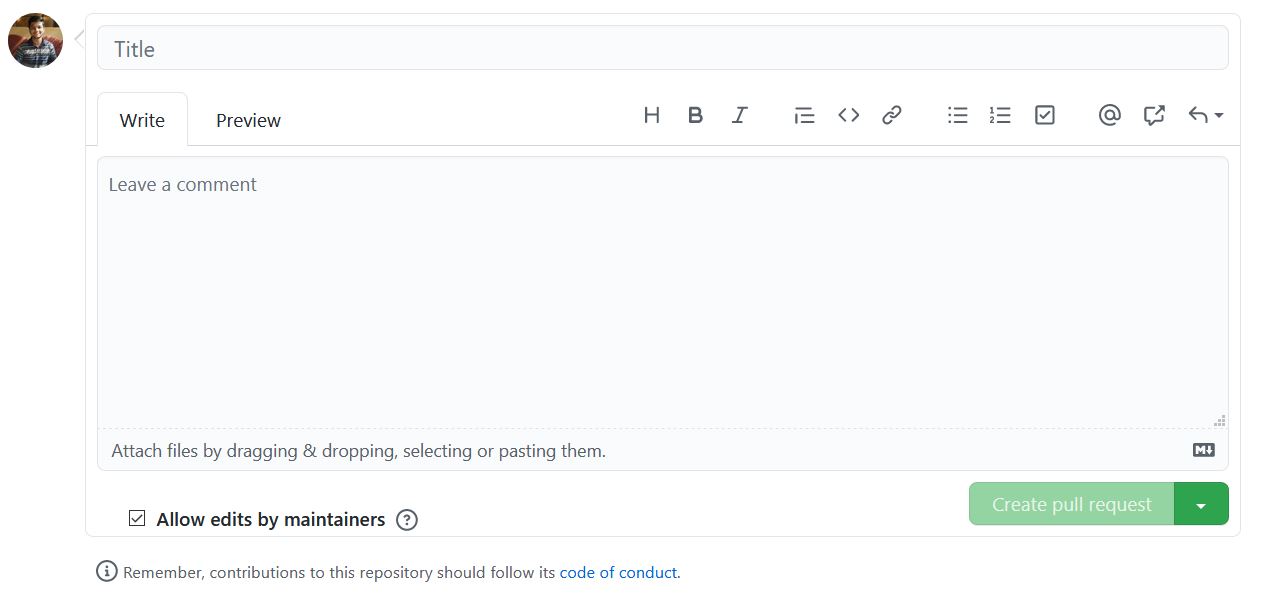 Title
Write Preview
Leave a comment
Attach files by dragging & dropping, selecting or pasting them.
Allow edits by maintainers
Create pull request
Remember, contributions to this repository should follow its code of conduct.